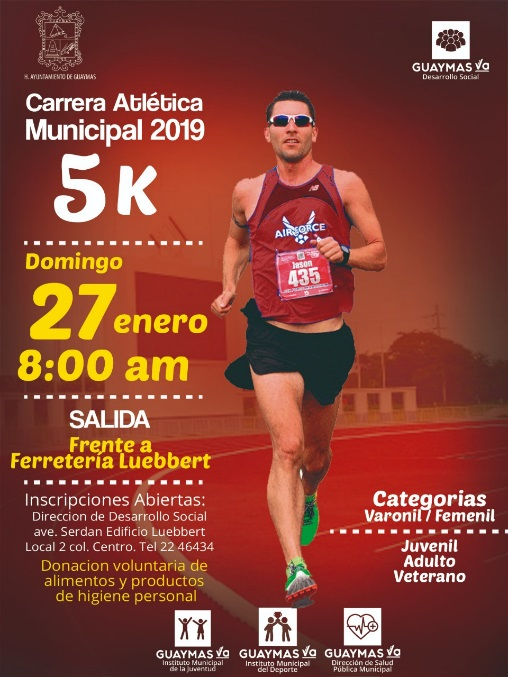 H. AYUNTAMIENTO DE GUAYMAS
GUAYMAS va
Desarrollo Social
Carrera Atlética
Municipal 2019
5K
Domingo
27 enero
8:00 am
SALIDA
Frente a
Ferretería Luebbert
Inscripciones Abiertas:
Direccion de Desarrollo Social
ave. Serdan Edificio Luebbert
Local 2 col. Centro. Tel 22 46434
Donacion voluntaria de
alimentos y productos
de higiene personal
AIR FORCE
Jason
435
Categorias
Varonil / Femenil
Juvenil
Adulto
Veterano
GUAYMAS va
Instituto Municipal
de la Juventud
GUAYMAS va
Instituto Municipal
del Deporte
GUAYMAS va
Dirección de Salud
Pública Municipal